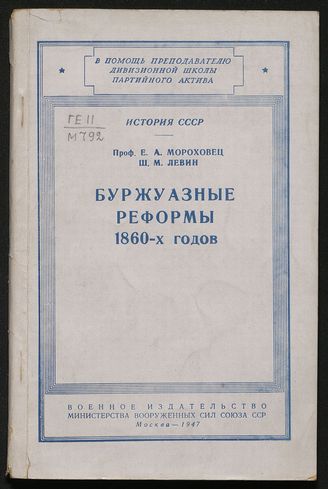 В ПОМОЩЬ ПРЕПОДАВАТЕЛЮ
ДИВИЗИОННОЙ ШКОЛЫ
ПАРТИЙНОГО АКТИВА
ГЕ II
М792
ИСТОРИЯ СССР
Проф. Е. А. МОРОХОВЕЦ
Ш. М. ЛЕВИН
БУРЖУАЗНЫЕ
РЕФОРМЫ
1860-х годов
ВОЕННОЕ ИЗДАТЕЛЬСТВО
МИНИСТЕРСТВА ВООРУЖЕННЫХ СИЛ СОЮЗА ССР
Москва — 1947